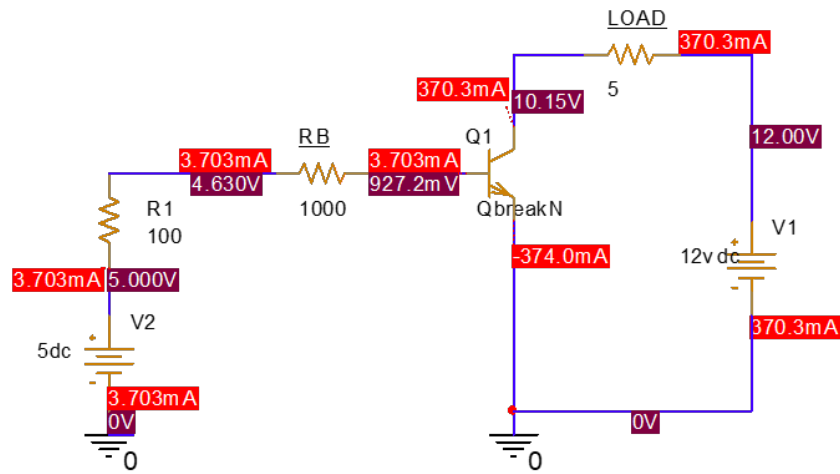 LOAD
370.3mA
5
370.3mA
10.15V
Q1
12.00V
RB
3.703mA
3.703mA
4.630V
927.2mV
1000
QbreakN
R1
100
V1
-374.0mA
12vdc
3.703mA
5.000V
V2
5dc
370.3mA
3.703mA
0V
0V
0
0